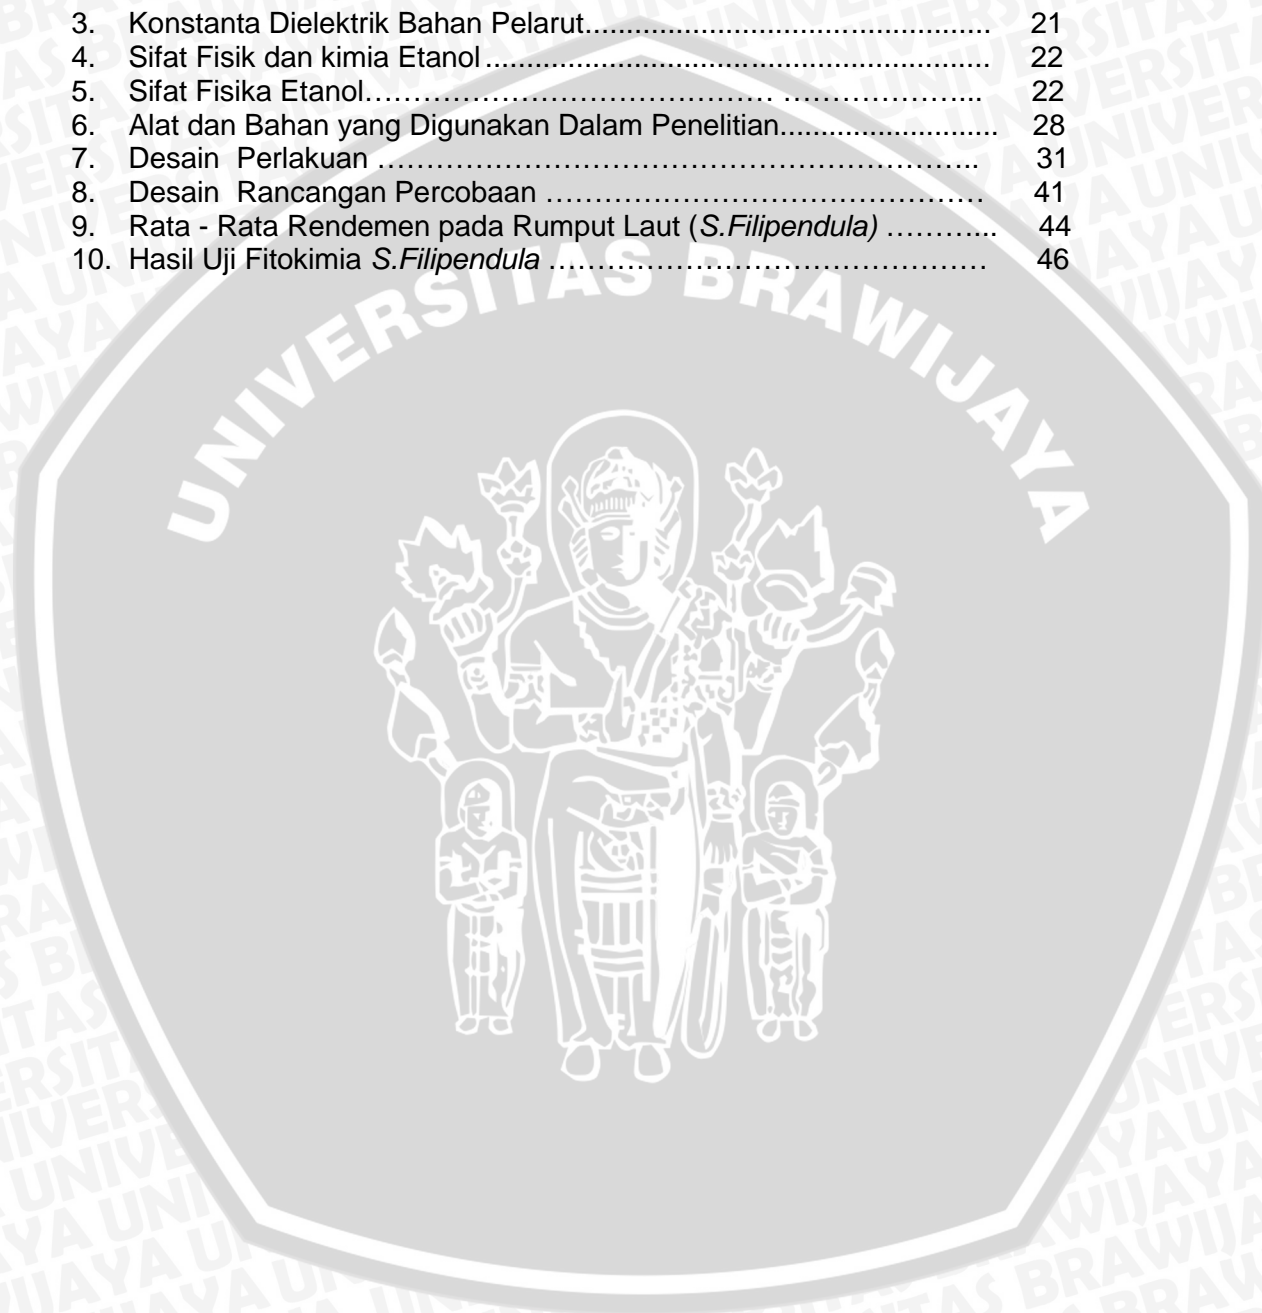 3. Konstanta Dielektrik Bahan Pelarut................................................. 21
4. Sifat Fisik dan kimia Etanol ............................................................. 22
5. Sifat Fisika Etanol…………………………………… ………………... 22
6. Alat dan Bahan yang Digunakan Dalam Penelitian.......................... 28
7. Desain Perlakuan …………………………………………………….. 31
8. Desain Rancangan Percobaan ……………………………………… 41
9. Rata - Rata Rendemen pada Rumput Laut (S.Filipendula) ………... 44
10. Hasil Uji Fitokimia S.Filipendula ……………………………………… 46
UNIVERSITAS BRAWIJAYA